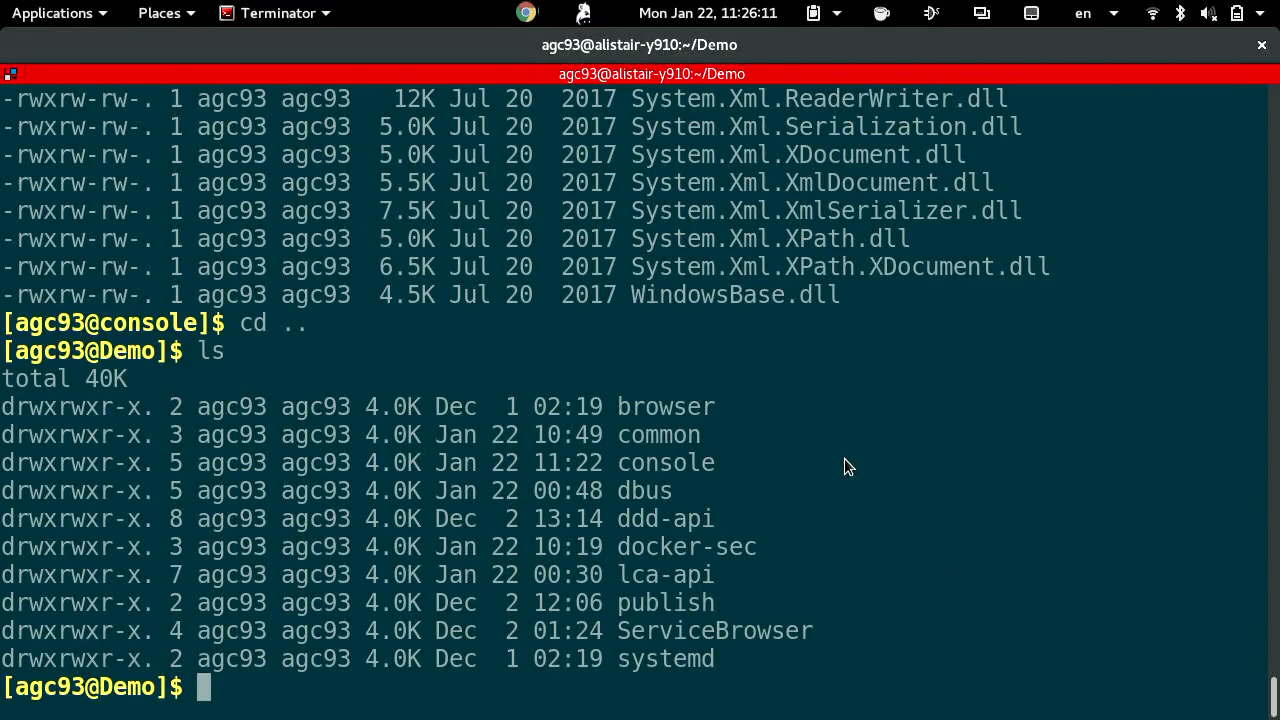 Applications Places Terminator Mon Jan 22, 11:26:11 en
agc93@alistair-y910:~/Demo
agc93@alistair-y910:~/Demo
-rwxrw-rw-. 1 agc93 agc93   12K Jul 20  2017 System.Xml.ReaderWriter.dll
-rwxrw-rw-. 1 agc93 agc93  5.0K Jul 20  2017 System.Xml.Serialization.dll
-rwxrw-rw-. 1 agc93 agc93  5.0K Jul 20  2017 System.Xml.XDocument.dll
-rwxrw-rw-. 1 agc93 agc93  5.5K Jul 20  2017 System.Xml.XmlDocument.dll
-rwxrw-rw-. 1 agc93 agc93  7.5K Jul 20  2017 System.Xml.XmlSerializer.dll
-rwxrw-rw-. 1 agc93 agc93  5.0K Jul 20  2017 System.Xml.XPath.dll
-rwxrw-rw-. 1 agc93 agc93  6.5K Jul 20  2017 System.Xml.XPath.XDocument.dll
-rwxrw-rw-. 1 agc93 agc93  4.5K Jul 20  2017 WindowsBase.dll
[agc93@console]$ cd ..
[agc93@Demo]$ ls
total 40K
drwxrwxr-x. 2 agc93 agc93 4.0K Dec  1 02:19 browser
drwxrwxr-x. 3 agc93 agc93 4.0K Jan 22 10:49 common
drwxrwxr-x. 5 agc93 agc93 4.0K Jan 22 11:22 console
drwxrwxr-x. 5 agc93 agc93 4.0K Jan 22 00:48 dbus
drwxrwxr-x. 8 agc93 agc93 4.0K Dec  2 13:14 ddd-api
drwxrwxr-x. 3 agc93 agc93 4.0K Jan 22 10:19 docker-sec
drwxrwxr-x. 7 agc93 agc93 4.0K Jan 22 00:30 lca-api
drwxrwxr-x. 2 agc93 agc93 4.0K Dec  2 12:06 publish
drwxrwxr-x. 4 agc93 agc93 4.0K Dec  2 01:24 ServiceBrowser
drwxrwxr-x. 2 agc93 agc93 4.0K Dec  1 02:19 systemd
[agc93@Demo]$